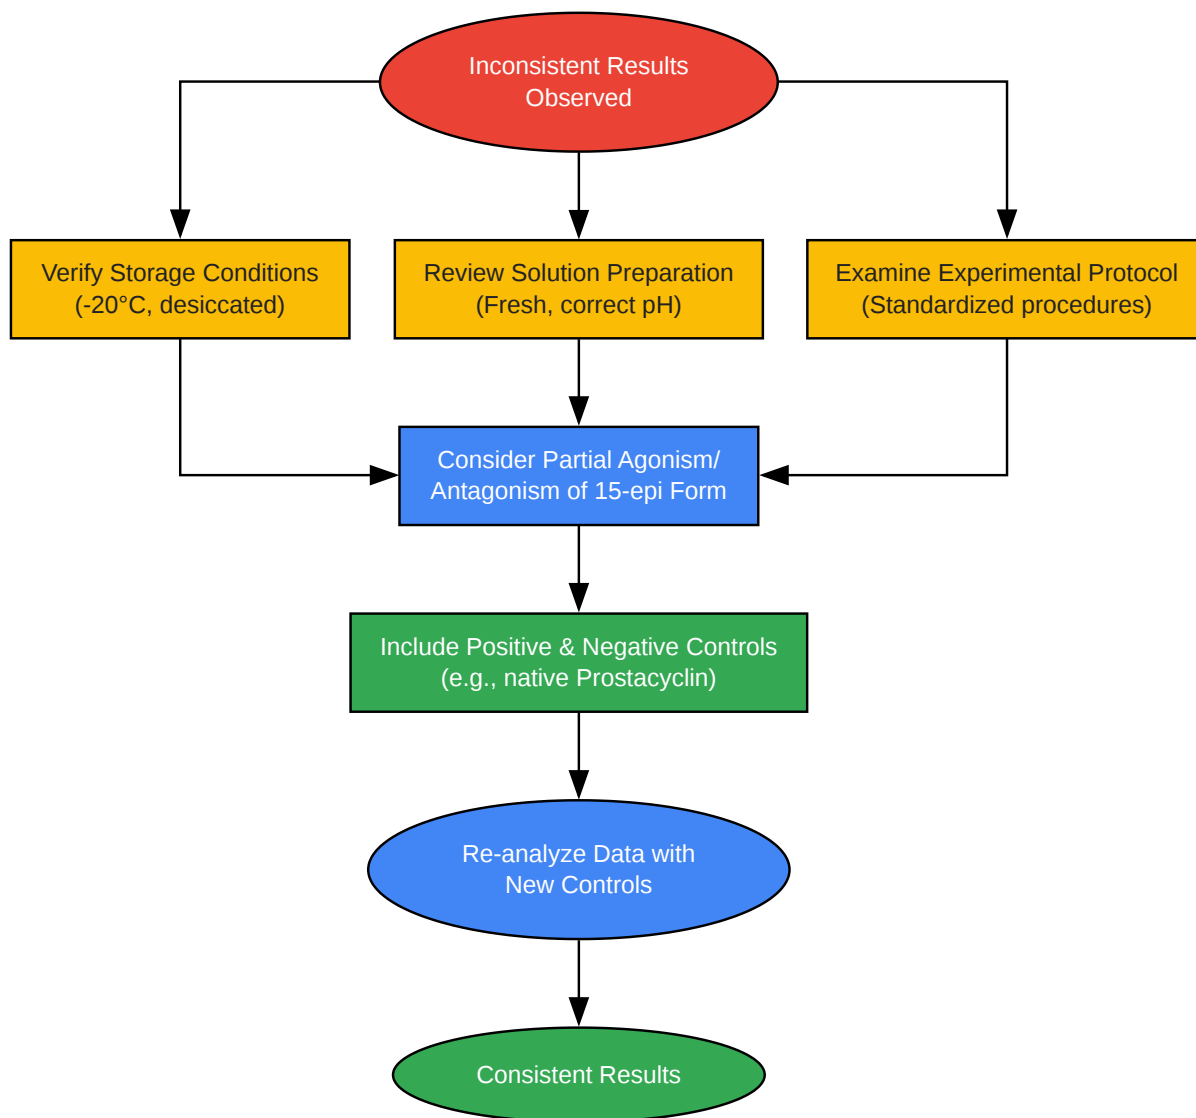 Inconsistent Results
Observed
Verify Storage Conditions
(-20°C, desiccated)
Review Solution Preparation
(Fresh, correct pH)
Examine Experimental Protocol
(Standardized procedures)
Consider Partial Agonism/
Antagonism of 15-epi Form
Include Positive & Negative Controls
(e.g., native Prostacyclin)
Re-analyze Data with
New Controls
Consistent Results